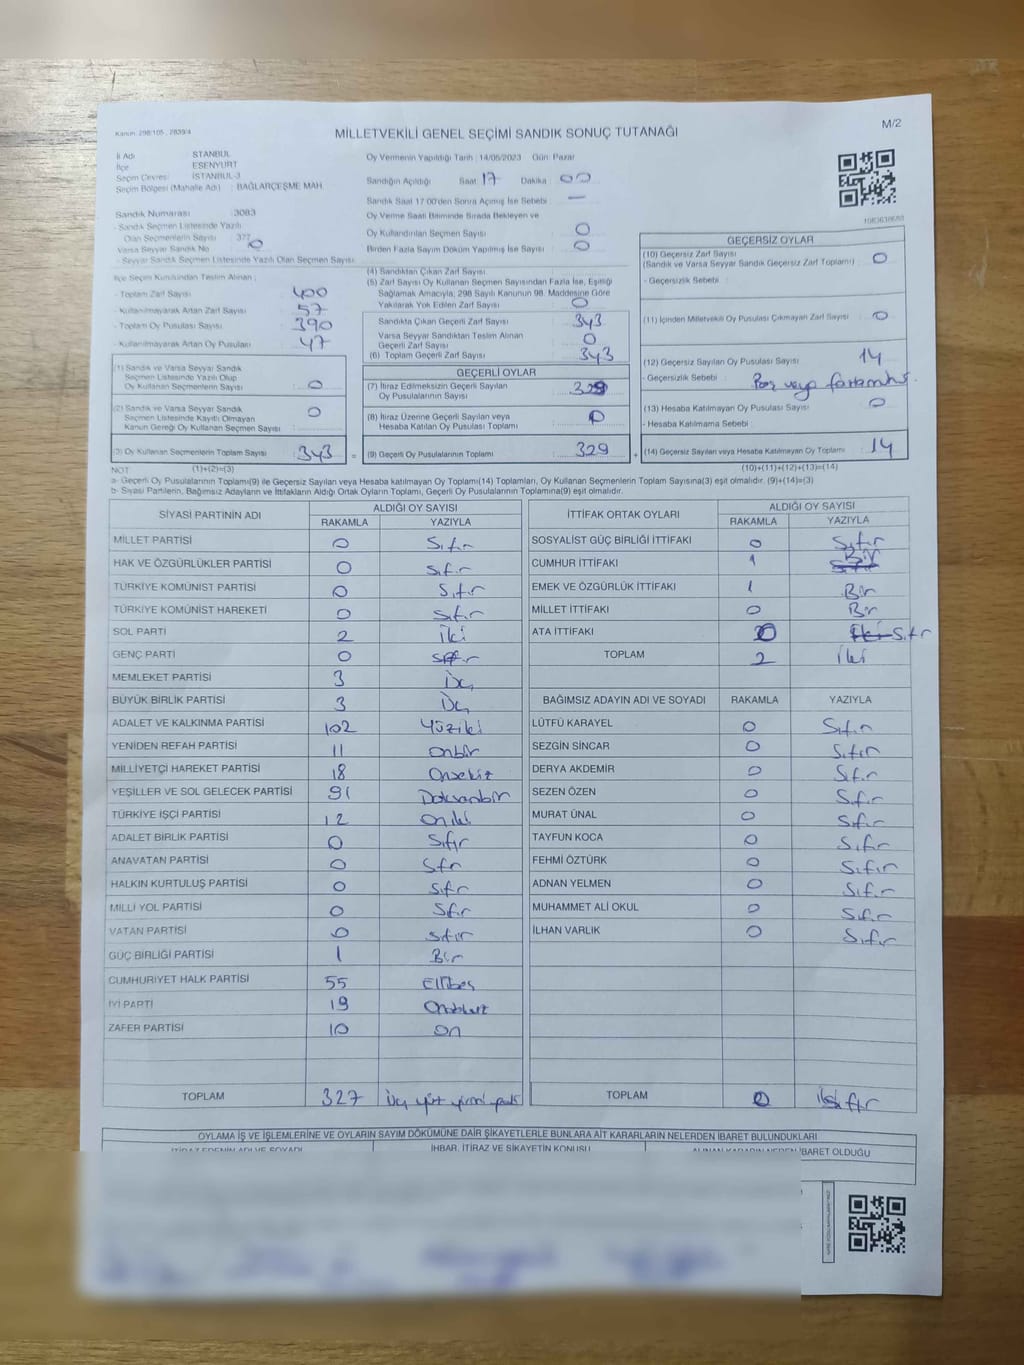 Kanun: 298/105 , 2839/4
MİLLETVEKİLİ GENEL SEÇİMİ SANDIK SONUÇ TUTANAĞI
M/2
İl Adı : İSTANBUL
İlçe : ESENYURT
Seçim Çevresi : İSTANBUL-3
Seçim Bölgesi (Mahalle Adı) : BAĞLARÇEŞME MAH.
Oy Vermenin Yapıldığı Tarih : 14/05/2023 Gün: Pazar
Sandığın Açıldığı Saat: 17 Dakika : 00
Sandık Saat 17:00'den Sonra Açılmış İse Sebebi : —
Oy Verme Saati Bitiminde Sırada Bekleyen ve
Oy Kullandırılan Seçmen Sayısı : 0
Birden Fazla Sayım Döküm Yapılmış İse Sayısı : 0
Sandık Numarası : 3083
- Sandık Seçmen Listesinde Yazılı
Olan Seçmenlerin Sayısı : 377
Varsa Seyyar Sandık No : 0
- Seyyar Sandık Seçmen Listesinde Yazılı Olan Seçmen Sayısı:
İlçe Seçim Kurulundan Teslim Alınan ;
- Toplam Zarf Sayısı 400
- Kullanılmayarak Artan Zarf Sayısı 57
- Toplam Oy Pusulası Sayısı 390
- Kullanılmayarak Artan Oy Pusulası 47
(1) Sandık ve Varsa Seyyar Sandık
Seçmen Listesinde Yazılı Olup
Oy Kullanan Seçmenlerin Sayısı : 0
(2) Sandık ve Varsa Seyyar Sandık
Seçmen Listesinde Kayıtlı Olmayan
Kanun Gereği Oy Kullanan Seçmen Sayısı : 0
(3) Oy Kullanan Seçmenlerin Toplam Sayısı : 343 =
(4) Sandıktan Çıkan Zarf Sayısı
(5) Zarf Sayısı Oy Kullanan Seçmen Sayısından Fazla İse, Eşitliği
Sağlamak Amacıyla; 298 Sayılı Kanunun 98. Maddesine Göre
Yakılarak Yok Edilen Zarf Sayısı : 0
Sandıkta Çıkan Geçerli Zarf Sayısı : 343
Varsa Seyyar Sandıktan Teslim Alınan
Geçerli Zarf Sayısı : 0
(6) Toplam Geçerli Zarf Sayısı : 343
GEÇERLİ OYLAR
(7) İtiraz Edilmeksizin Geçerli Sayılan
Oy Pusulalarının Sayısı : 329
(8) İtiraz Üzerine Geçerli Sayılan veya
Hesaba Katılan Oy Pusulası Toplamı : 0
(9) Geçerli Oy Pusulalarının Toplamı : 329 +
GEÇERSİZ OYLAR
(10) Geçersiz Zarf Sayısı
(Sandık ve Varsa Seyyar Sandık Geçersiz Zarf Toplamı) : 0
- Geçersizlik Sebebi :
(11) İçinden Milletvekili Oy Pusulası Çıkmayan Zarf Sayısı : 0
(12) Geçersiz Sayılan Oy Pusulası Sayısı : 14
- Geçersizlik Sebebi : Boş veya
(13) Hesaba Katılmayan Oy Pusulası Sayısı : 0
- Hesaba Katılmama Sebebi :
(14) Geçersiz Sayılan veya Hesaba Katılmayan Oy Toplamı : 14
NOT : (1)+(2)=(3) (10)+(11)+(12)+(13)=(14)
a- Geçerli Oy Pusulalarının Toplamı(9) ile Geçersiz Sayılan veya Hesaba Katılmayan Oy Toplamı(14) Toplamları, Oy Kullanan Seçmenlerin Toplam Sayısına(3) eşit olmalıdır. (9)+(14)=(3)
b- Siyasi Partilerin, Bağımsız Adayların ve İttifakların Aldığı Ortak Oyların Toplamı, Geçerli Oy Pusulalarının Toplamına(9) eşit olmalıdır.
SİYASİ PARTİNİN ADI ALDIĞI OY SAYISI
RAKAMLA YAZIYLA
MİLLET PARTİSİ 0 Sıfır
HAK VE ÖZGÜRLÜKLER PARTİSİ 0 Sıfır
TÜRKİYE KOMÜNİST PARTİSİ 0 Sıfır
TÜRKİYE KOMÜNİST HAREKETİ 0 Sıfır
SOL PARTİ 2 İki
GENÇ PARTİ 0 Sıfır
MEMLEKET PARTİSİ 3 Üç
BÜYÜK BİRLİK PARTİSİ 3 Üç
ADALET VE KALKINMA PARTİSİ 102 Yüziki
YENİDEN REFAH PARTİSİ 11 Onbir
MİLLİYETÇİ HAREKET PARTİSİ 18 Onsekiz
YEŞİLLER VE SOL GELECEK PARTİSİ 91 Doksanbir
TÜRKİYE İŞÇİ PARTİSİ 12 Oniki
ADALET BİRLİK PARTİSİ 0 Sıfır
ANAVATAN PARTİSİ 0 Sıfır
HALKIN KURTULUŞ PARTİSİ 0 Sıfır
MİLLİ YOL PARTİSİ 0 Sıfır
VATAN PARTİSİ 0 Sıfır
GÜÇ BİRLİĞİ PARTİSİ 1 Bir
CUMHURİYET HALK PARTİSİ 55 Ellibeş
İYİ PARTİ 19 Ondokuz
ZAFER PARTİSİ 10 On
TOPLAM 327 Üç yüz yirmi yedi
İTTİFAK ORTAK OYLARI ALDIĞI OY SAYISI
RAKAMLA YAZIYLA
SOSYALİST GÜÇ BİRLİĞİ İTTİFAKI 0 Sıfır
CUMHUR İTTİFAKI 1 Bir
EMEK VE ÖZGÜRLÜK İTTİFAKI 1 Bir
MİLLET İTTİFAKI 0 Bir
ATA İTTİFAKI 0 İki Sıfır
TOPLAM 2 İki
BAĞIMSIZ ADAYIN ADI VE SOYADI RAKAMLA YAZIYLA
LÜTFÜ KARAYEL 0 Sıfır
SEZGİN SİNCAR 0 Sıfır
DERYA AKDEMİR 0 Sıfır
SEZEN ÖZEN 0 Sıfır
MURAT ÜNAL 0 Sıfır
TAYFUN KOCA 0 Sıfır
FEHMİ ÖZTÜRK 0 Sıfır
ADNAN YELMEN 0 Sıfır
MUHAMMET ALİ OKUL 0 Sıfır
İLHAN VARLIK 0 Sıfır
TOPLAM 0 Sıfır
OYLAMA İŞ VE İŞLEMLERİNE VE OYLARIN SAYIM DÖKÜMÜNE DAİR ŞİKAYETLERLE BUNLARA AİT KARARLARIN NELERDEN İBARET BULUNDUKLARI
İTİRAZ EDENİN ADI VE SOYADI İHBAR, İTİRAZ VE ŞİKAYETİN KONUSU ALINAN KARARIN NEDEN İBARET OLDUĞU